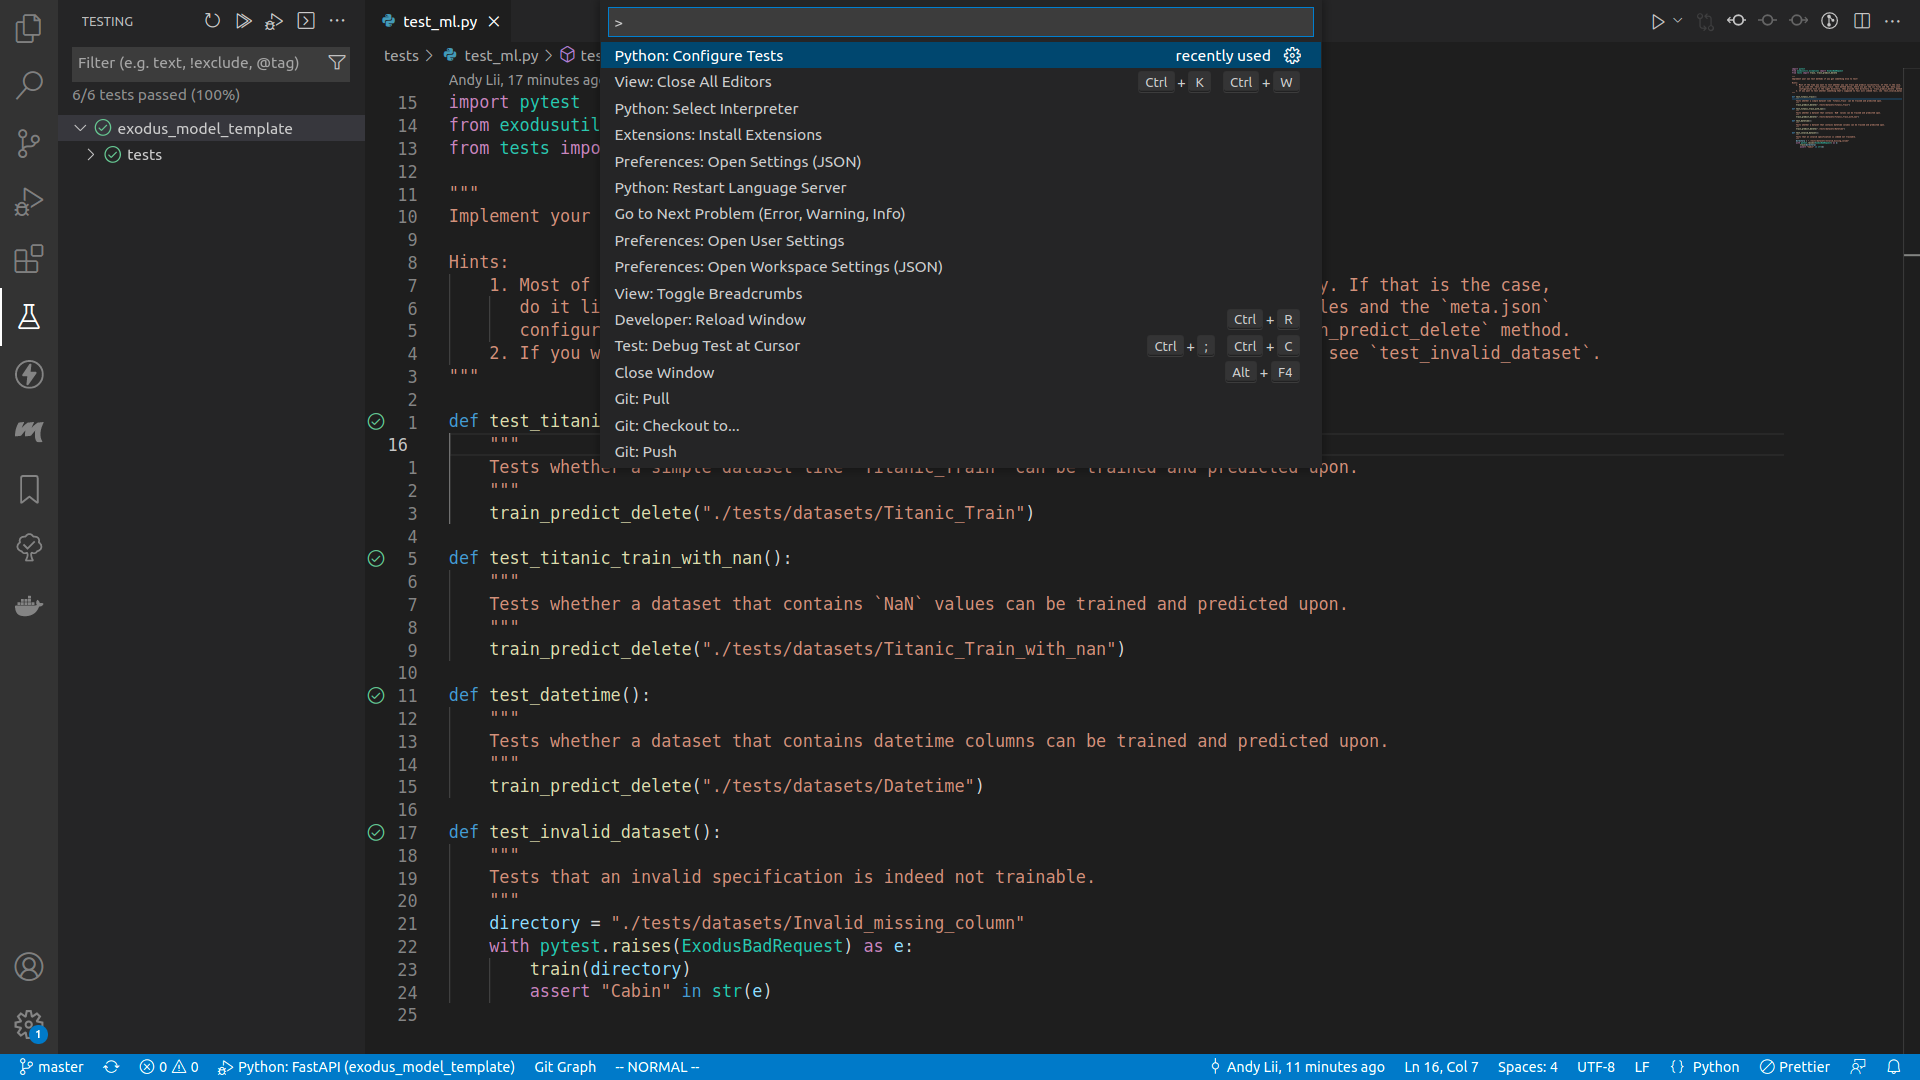 TESTING
Filter (e.g. text, !exclude, @tag)
6/6 tests passed (100%)
exodus_model_template
tests
1
test_ml.py
tests > test_ml.py > tes
Andy Lii, 17 minutes ago
15 import pytest
14 from exodusutil
13 from tests impo
12
11 """
10 Implement your
9
8 Hints:
7 1. Most of y. If that is the case,
6 do it li les and the `meta.json`
5 configur n_predict_delete` method.
4 2. If you w see `test_invalid_dataset`.
3 """
2
1 def test_titani
16 """
1 Tests whether a simple dataset like `Titanic_Train` can be trained and predicted upon.
2 """
3 train_predict_delete("./tests/datasets/Titanic_Train")
4
5 def test_titanic_train_with_nan():
6 """
7 Tests whether a dataset that contains `NaN` values can be trained and predicted upon.
8 """
9 train_predict_delete("./tests/datasets/Titanic_Train_with_nan")
10
11 def test_datetime():
12 """
13 Tests whether a dataset that contains datetime columns can be trained and predicted upon.
14 """
15 train_predict_delete("./tests/datasets/Datetime")
16
17 def test_invalid_dataset():
18 """
19 Tests that an invalid specification is indeed not trainable.
20 """
21 directory = "./tests/datasets/Invalid_missing_column"
22 with pytest.raises(ExodusBadRequest) as e:
23 train(directory)
24 assert "Cabin" in str(e)
25
>
Python: Configure Tests recently used
View: Close All Editors Ctrl + K Ctrl + W
Python: Select Interpreter
Extensions: Install Extensions
Preferences: Open Settings (JSON)
Python: Restart Language Server
Go to Next Problem (Error, Warning, Info)
Preferences: Open User Settings
Preferences: Open Workspace Settings (JSON)
View: Toggle Breadcrumbs
Developer: Reload Window Ctrl + R
Test: Debug Test at Cursor Ctrl + ; Ctrl + C
Close Window Alt + F4
Git: Pull
Git: Checkout to...
Git: Push
master 0 0 Python: FastAPI (exodus_model_template) Git Graph -- NORMAL -- Andy Lii, 11 minutes ago Ln 16, Col 7 Spaces: 4 UTF-8 LF {} Python Prettier